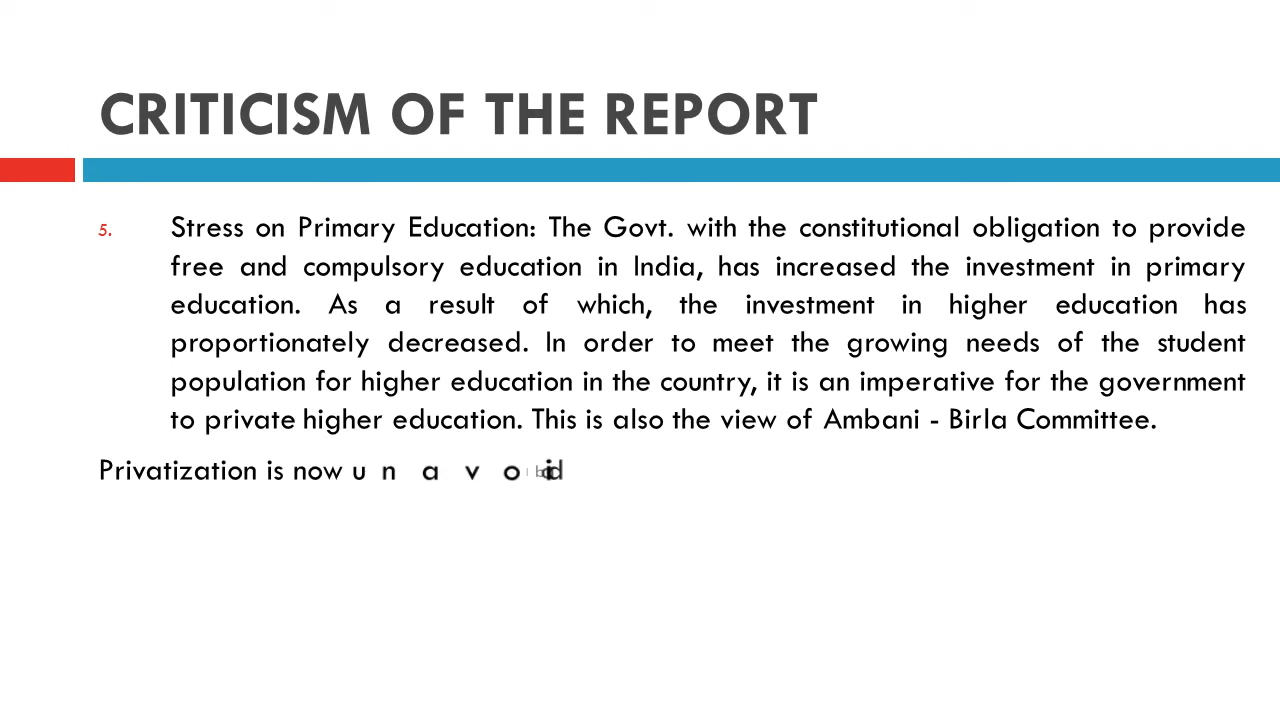 CRITICISM OF THE REPORT
5. Stress on Primary Education: The Govt. with the constitutional obligation to provide
free and compulsory education in India, has increased the investment in primary
education. As a result of which, the investment in higher education has
proportionately decreased. In order to meet the growing needs of the student
population for higher education in the country, it is an imperative for the government
to private higher education. This is also the view of Ambani - Birla Committee.
Privatization is now